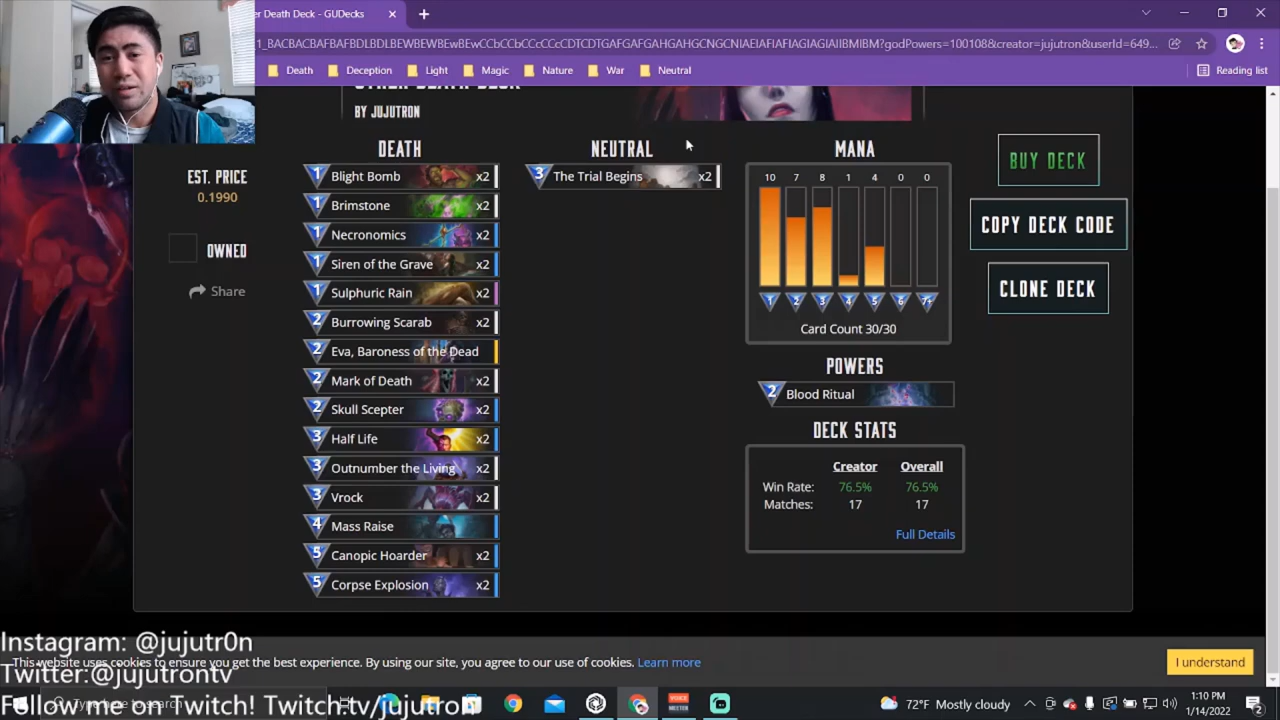 er Death Deck - GUDecks
Death Deception Light Magic Nature War Neutral Reading list
BY JUJUTRON
EST. PRICE
0.1990
OWNED
Share
DEATH
1 Blight Bomb x2
1 Brimstone x2
1 Necronomics x2
1 Siren of the Grave x2
1 Sulphuric Rain x2
2 Burrowing Scarab x2
2 Eva, Baroness of the Dead
2 Mark of Death x2
2 Skull Scepter x2
3 Half Life x2
3 Outnumber the Living x2
3 Vrock x2
4 Mass Raise
5 Canopic Hoarder x2
5 Corpse Explosion x2
NEUTRAL
3 The Trial Begins x2
MANA
10 7 8 1 4 0 0
1 2 3 4 5 6 7+
Card Count 30/30
POWERS
2 Blood Ritual
DECK STATS
Creator Overall
Win Rate: 76.5% 76.5%
Matches: 17 17
Full Details
BUY DECK
COPY DECK CODE
CLONE DECK
Instagram: @jujutr0n
This website uses cookies to ensure you get the best experience. By using our site, you agree to our use of cookies. Learn more
I understand
Twitter:@jujutrontv
Follow me on Twitch! Twitch.tv/jujutron
72°F Mostly cloudy
1:10 PM
1/14/2022
2